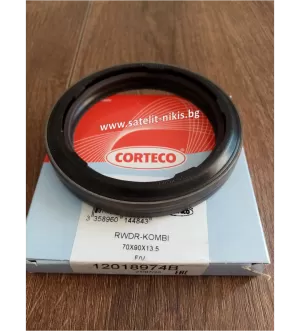 www.satelit-nikis.bg
CORTECO
3 358960 144843
RWDR-KOMBI
70X90X13.5
12018974B